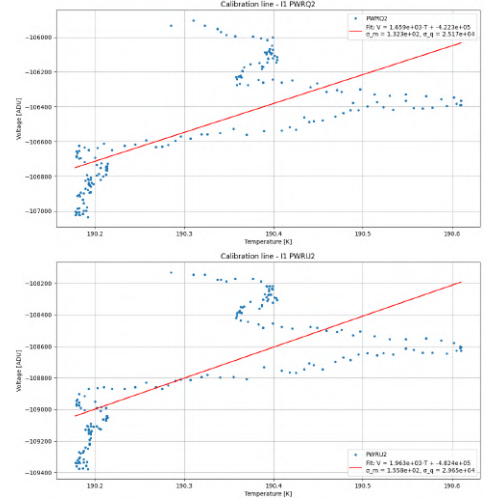 Calibration line - I1 PWRQ2
PWRQ2
Fit: V = 1.659e+03·T + -4.223e+05
σ_m = 1.323e+02, σ_q = 2.517e+04
Voltage [ADU]
−106000
−106200
−106400
−106600
−106800
−107000
190.2 190.3 190.4 190.5 190.6
Temperature [K]
Calibration line - I1 PWRU2
Voltage [ADU]
−108200
−108400
−108600
−108800
−109000
−109200
−109400
PWRU2
Fit: V = 1.963e+03·T + -4.824e+05
σ_m = 1.558e+02, σ_q = 2.965e+04
190.2 190.3 190.4 190.5 190.6
Temperature [K]